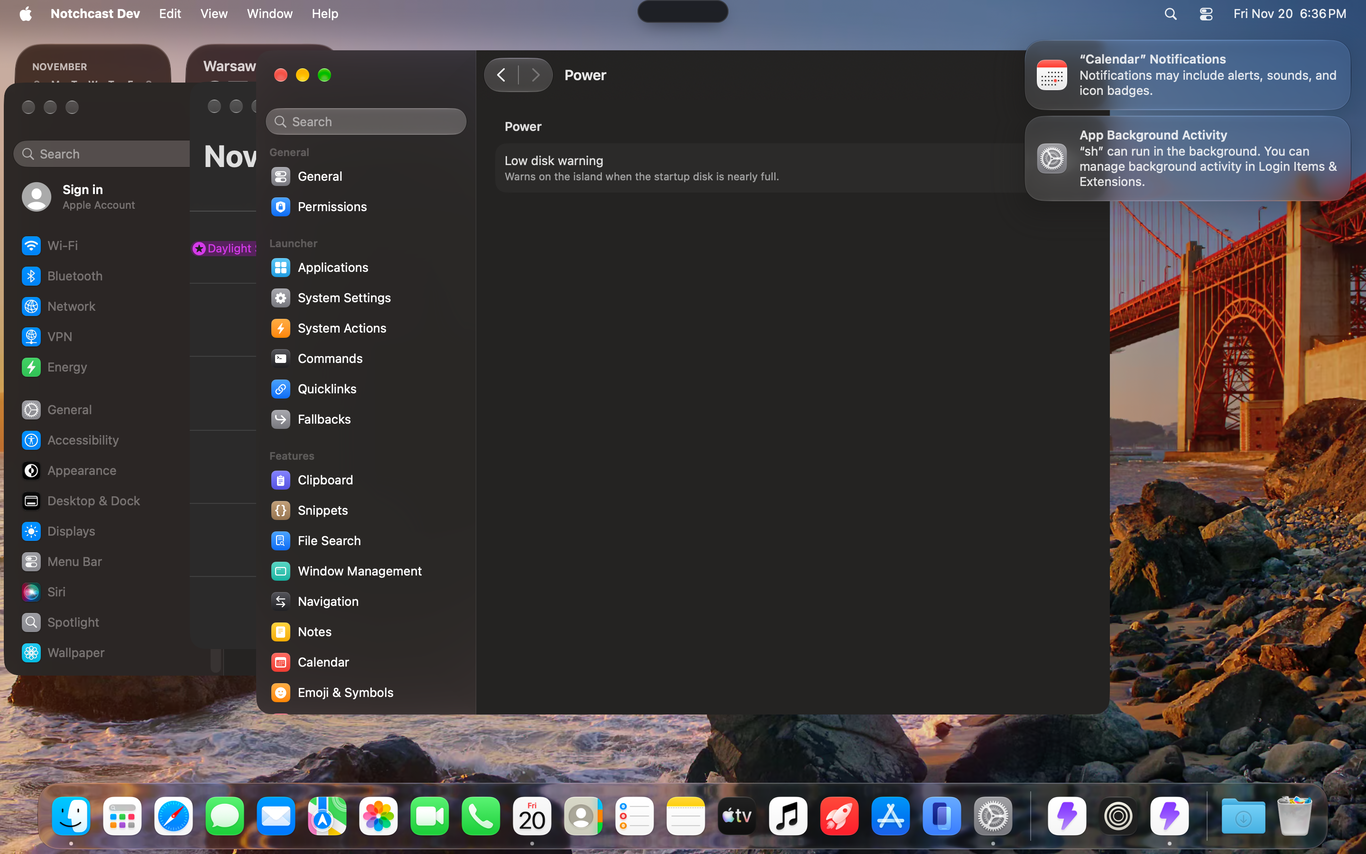 Notchcast Dev Edit View Window Help
Fri Nov 20 6:36 PM
NOVEMBER
Warsaw
Search
Sign in
Apple Account
Wi-Fi
Bluetooth
Network
VPN
Energy
General
Accessibility
Appearance
Desktop & Dock
Displays
Menu Bar
Siri
Spotlight
Wallpaper
Nov
Daylight
Search
General
General
Permissions
Launcher
Applications
System Settings
System Actions
Commands
Quicklinks
Fallbacks
Features
Clipboard
Snippets
File Search
Window Management
Navigation
Notes
Calendar
Emoji & Symbols
Power
Power
Low disk warning
Warns on the island when the startup disk is nearly full.
“Calendar” Notifications
Notifications may include alerts, sounds, and
icon badges.
App Background Activity
“sh” can run in the background. You can
manage background activity in Login Items &
Extensions.
Fri
20
tv